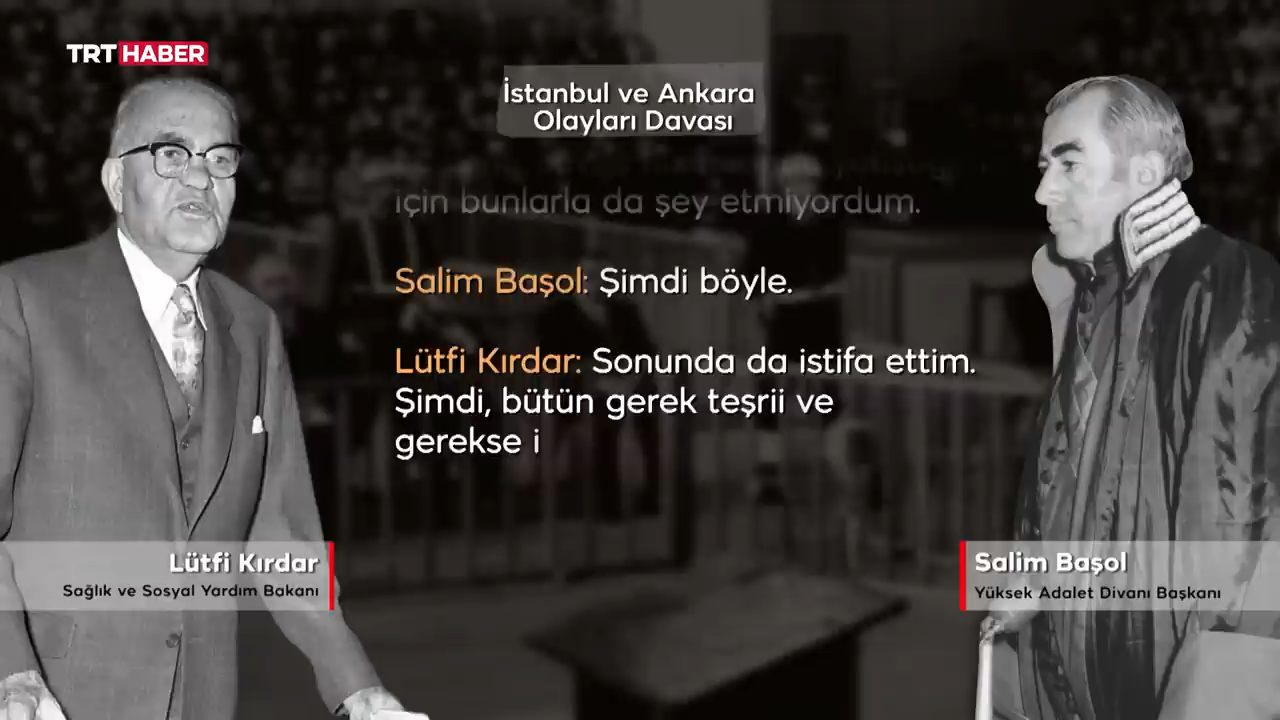 TRT HABER
İstanbul ve Ankara
Olayları Davası
için bunlarla da şey etmiyordum.
Salim Başol: Şimdi böyle.
Lütfi Kırdar: Sonunda da istifa ettim.
Şimdi, bütün gerek teşrii ve
gerekse i
Lütfi Kırdar
Sağlık ve Sosyal Yardım Bakanı
Salim Başol
Yüksek Adalet Divanı Başkanı